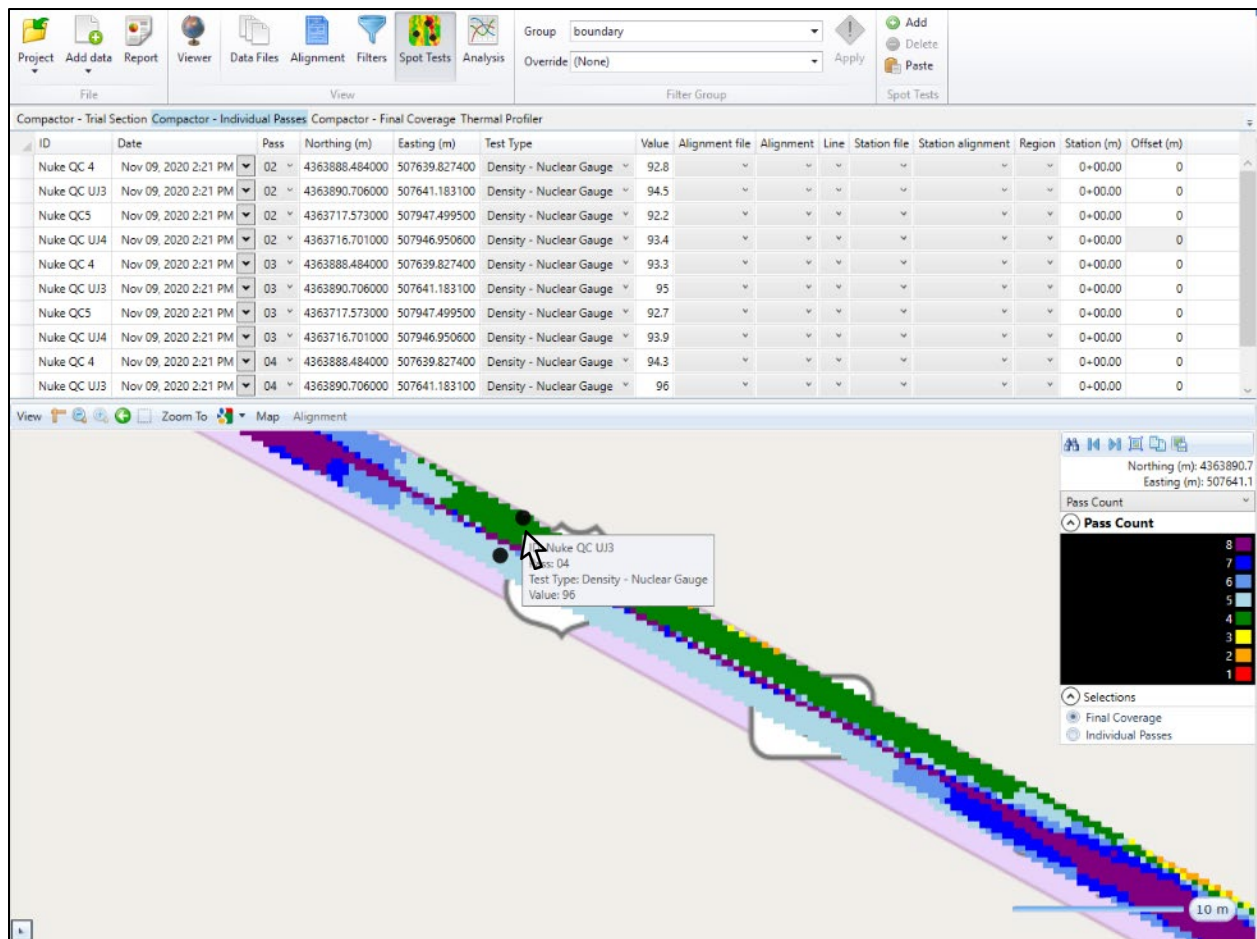 Project Add data Report Viewer Data Files Alignment Filters Spot Tests Analysis Group boundary Apply Add
Override (None) Delete
Paste
File View Filter Group Spot Tests
Compactor - Trial Section Compactor - Individual Passes Compactor - Final Coverage Thermal Profiler
ID Date Pass Northing (m) Easting (m) Test Type Value Alignment file Alignment Line Station file Station alignment Region Station (m) Offset (m)
Nuke QC 4 Nov 09, 2020 2:21 PM 02 4363888.484000 507639.827400 Density - Nuclear Gauge 92.8 0+00.00 0
Nuke QC UJ3 Nov 09, 2020 2:21 PM 02 4363890.706000 507641.183100 Density - Nuclear Gauge 94.5 0+00.00 0
Nuke QC5 Nov 09, 2020 2:21 PM 02 4363717.573000 507947.499500 Density - Nuclear Gauge 92.2 0+00.00 0
Nuke QC UJ4 Nov 09, 2020 2:21 PM 02 4363716.701000 507946.950600 Density - Nuclear Gauge 93.4 0+00.00 0
Nuke QC 4 Nov 09, 2020 2:21 PM 03 4363888.484000 507639.827400 Density - Nuclear Gauge 93.3 0+00.00 0
Nuke QC UJ3 Nov 09, 2020 2:21 PM 03 4363890.706000 507641.183100 Density - Nuclear Gauge 95 0+00.00 0
Nuke QC5 Nov 09, 2020 2:21 PM 03 4363717.573000 507947.499500 Density - Nuclear Gauge 92.7 0+00.00 0
Nuke QC UJ4 Nov 09, 2020 2:21 PM 03 4363716.701000 507946.950600 Density - Nuclear Gauge 93.9 0+00.00 0
Nuke QC 4 Nov 09, 2020 2:21 PM 04 4363888.484000 507639.827400 Density - Nuclear Gauge 94.3 0+00.00 0
Nuke QC UJ3 Nov 09, 2020 2:21 PM 04 4363890.706000 507641.183100 Density - Nuclear Gauge 96 0+00.00 0
View Zoom To Map Alignment
Northing (m): 4363890.7
Easting (m): 507641.1
Pass Count
Pass Count
8
7
6
5
4
3
2
1
Selections
Final Coverage
Individual Passes
Nuke QC UJ3
04
Test Type: Density - Nuclear Gauge
Value: 96
10 m